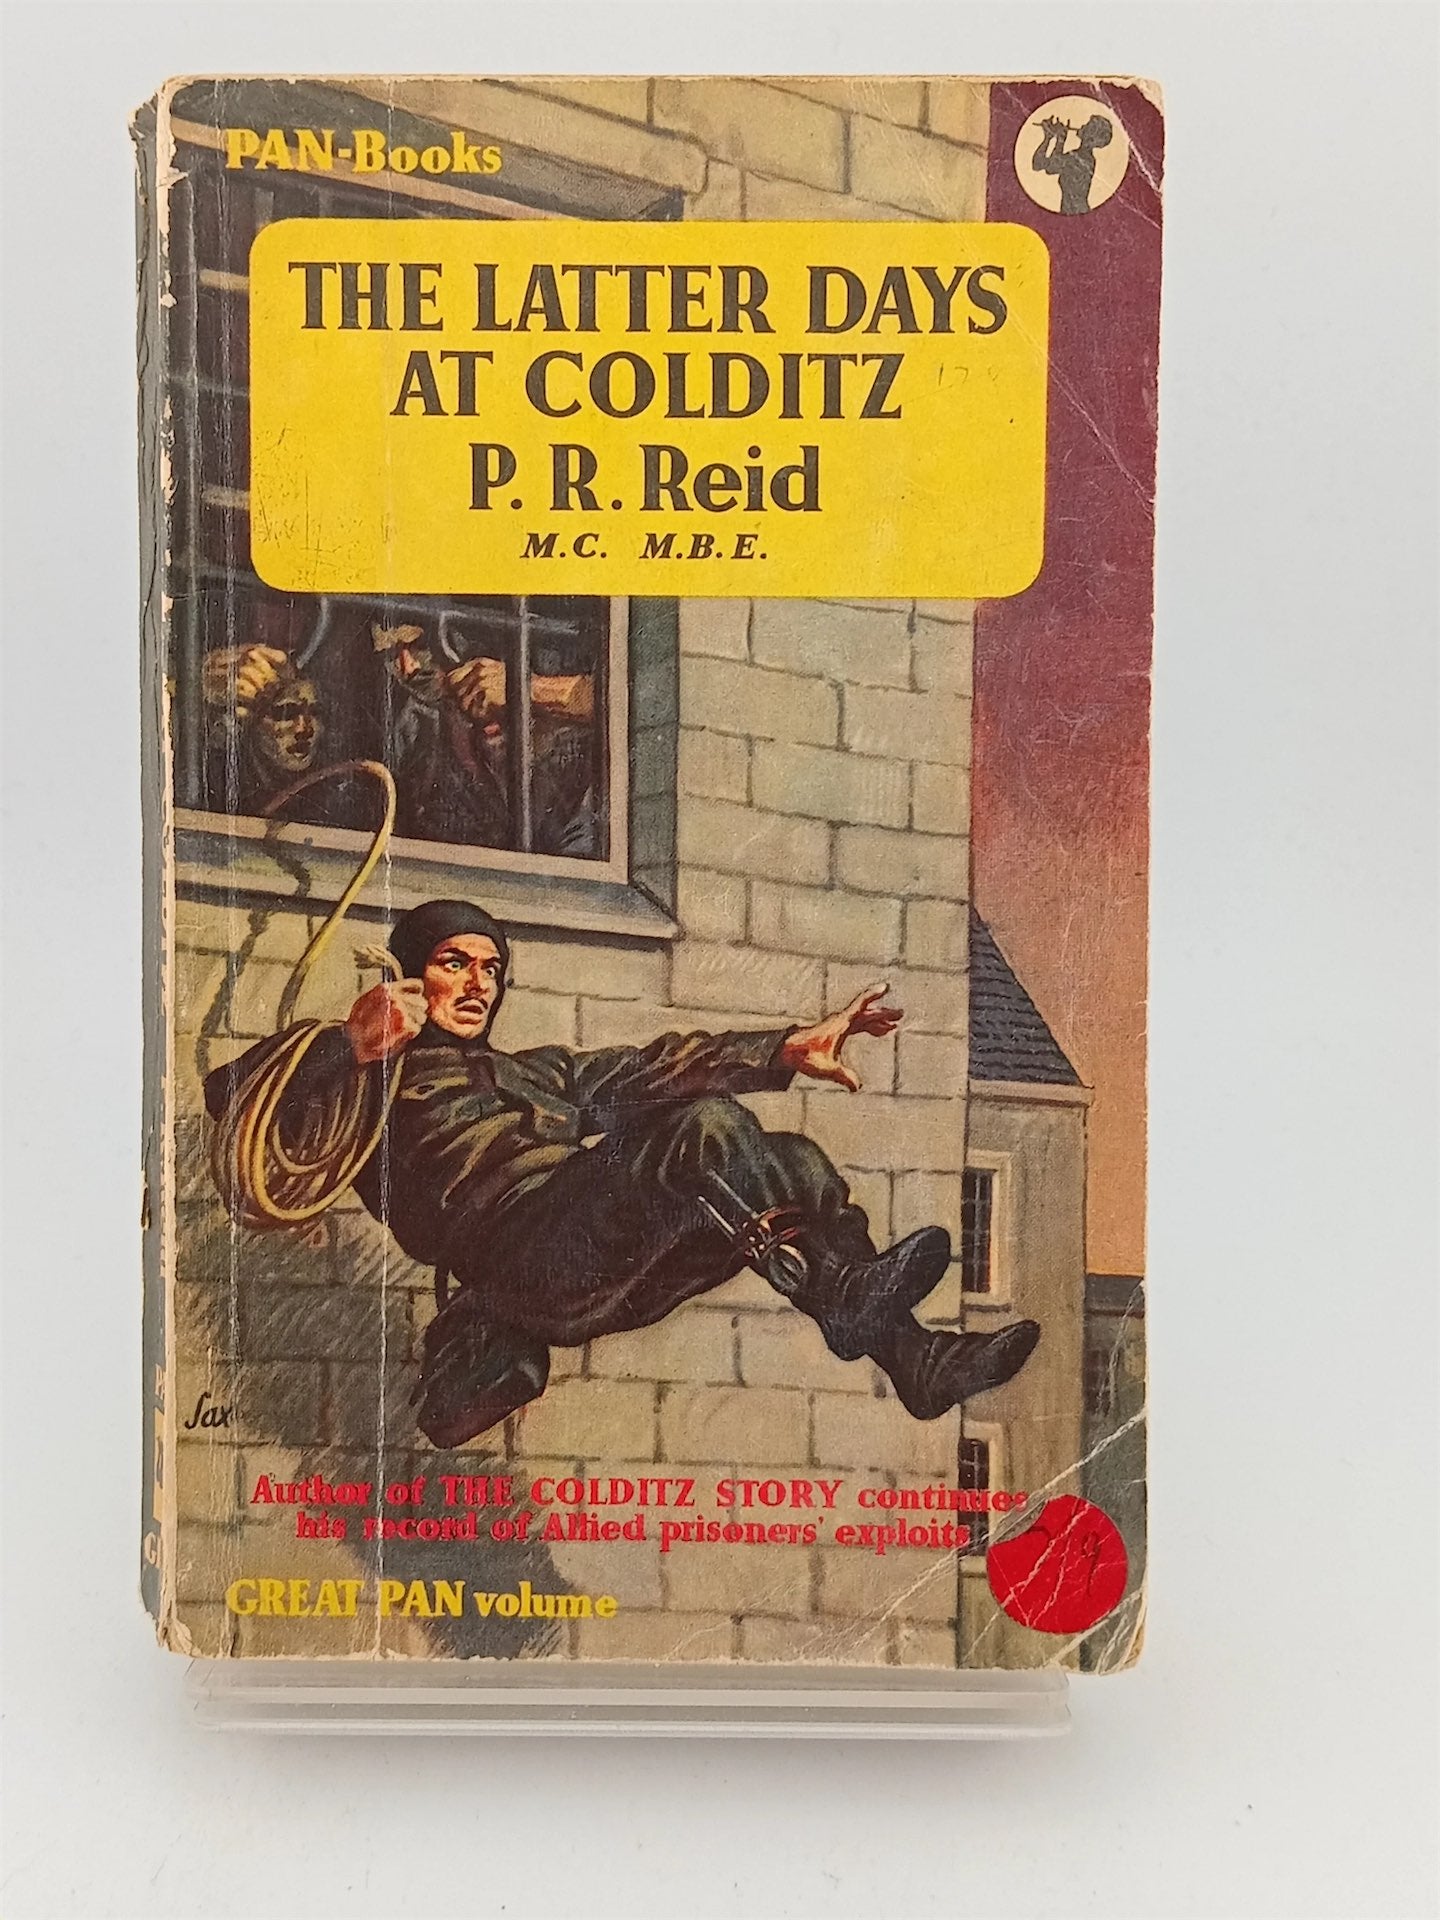 PAN-Books
THE LATTER DAYS
AT COLDITZ
P. R. Reid
M.C. M.B.E.
Sax
Author of THE COLDITZ STORY continues
his record of Allied prisoners' exploits
GREAT PAN volume